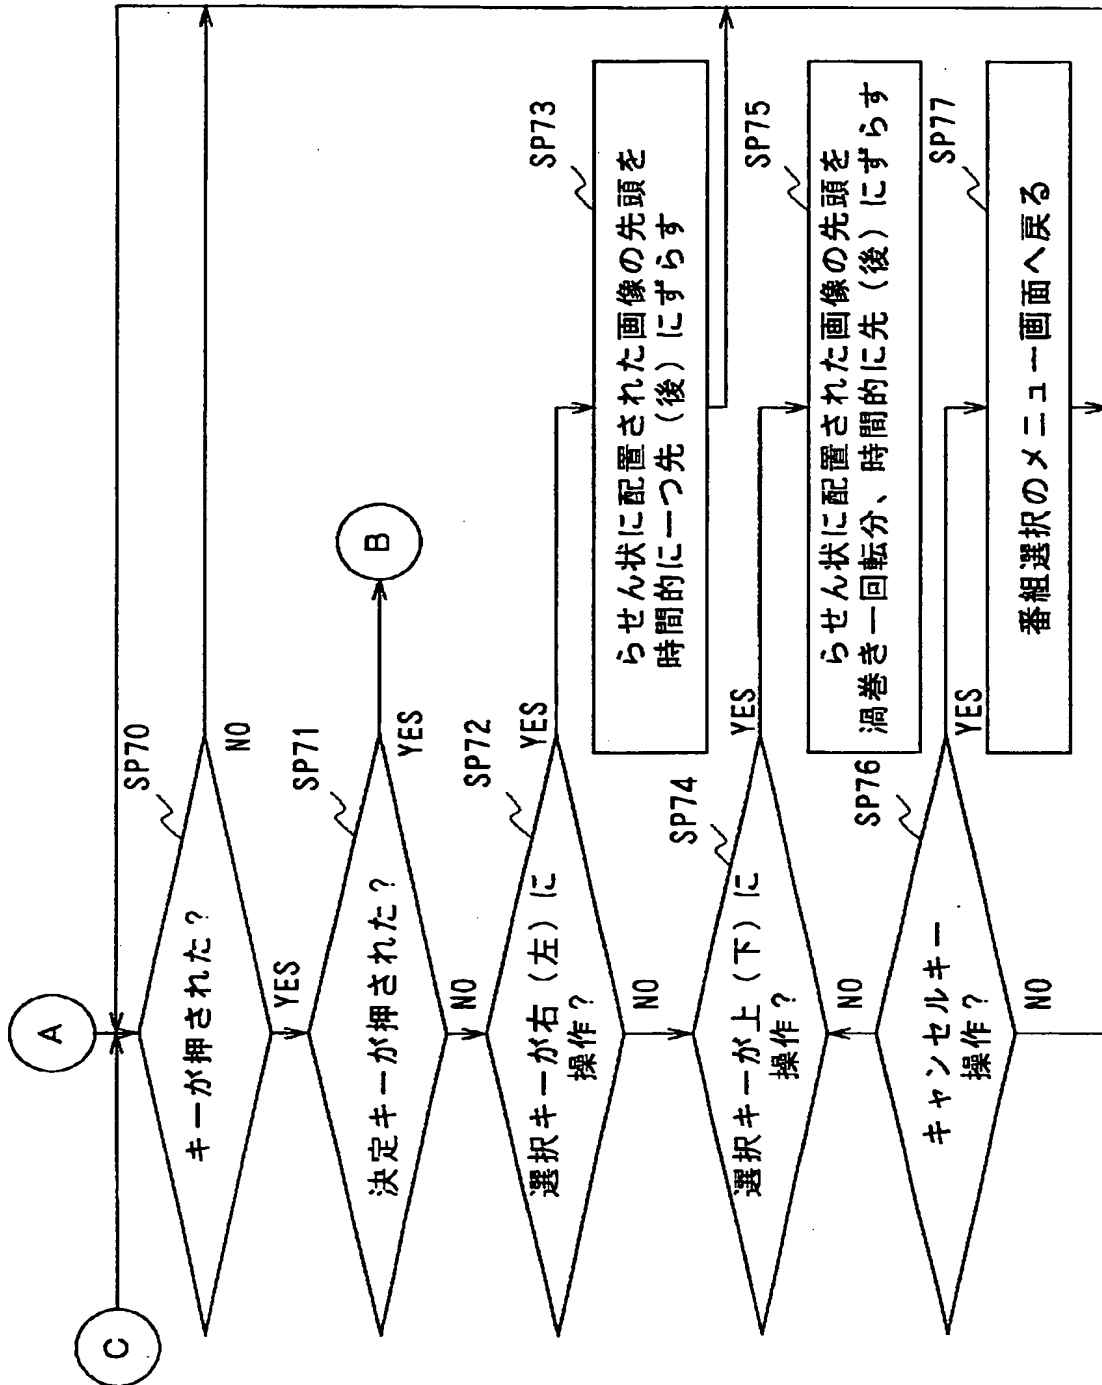 C
A
SP70
キーが押された?
NO
YES
SP71
決定キーが押された?
YES
B
NO
SP72
選択キーが右(左)に
操作?
YES
NO
SP73
らせん状に配置された画像の先頭を
時間的に一つ先(後)にずらす
SP74
選択キーが上(下)に
操作?
YES
NO
SP75
らせん状に配置された画像の先頭を
渦巻き一回転分、時間的に先(後)にずらす
SP76
キャンセルキー
操作?
YES
NO
SP77
番組選択のメニュー画面へ戻る